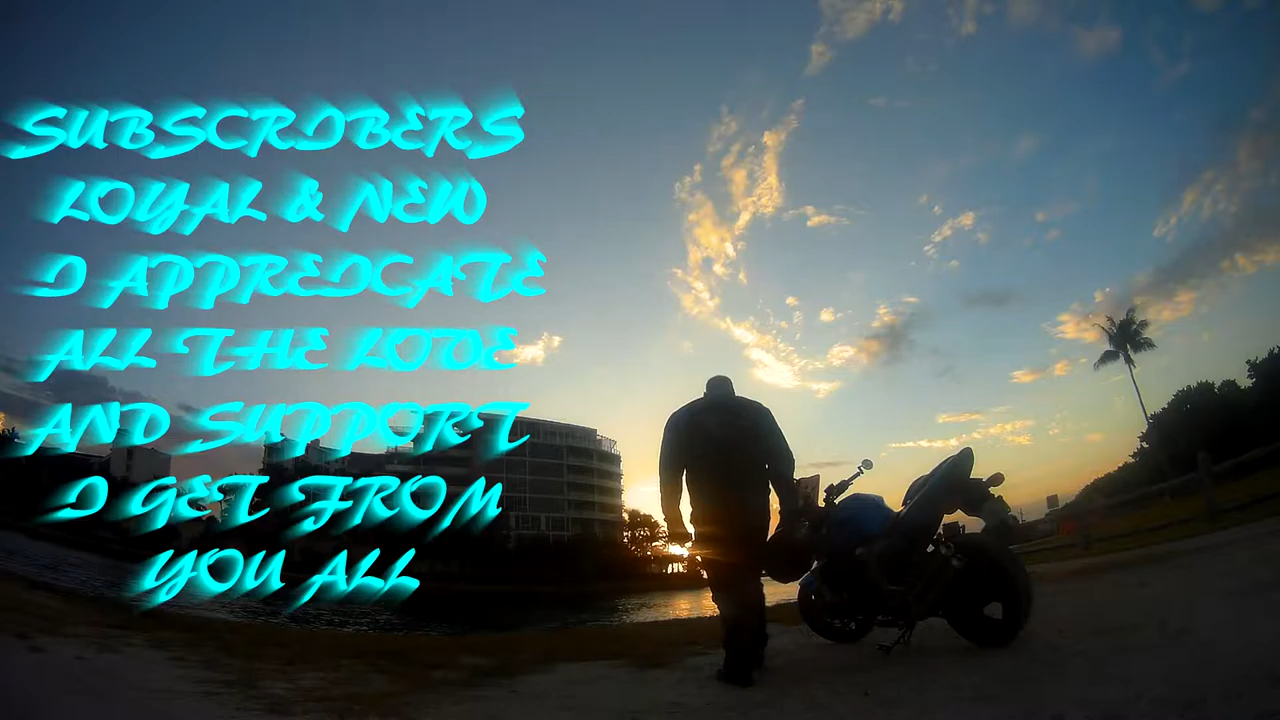 SUBSCRIBERS
LOYAL & NEW
I APPREICATE
ALL THE LOVE
AND SUPPORT
I GET FROM
YOU ALL